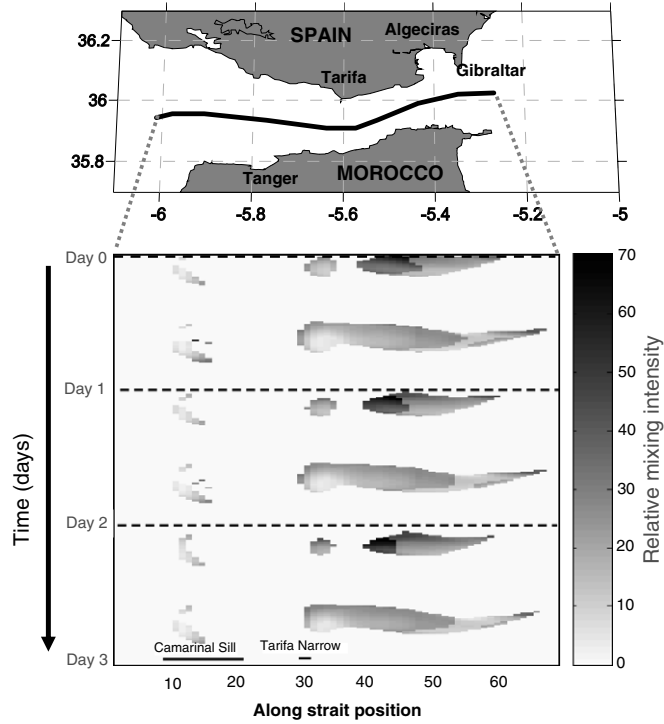 36.2
SPAIN
Algeciras
Gibraltar
Tarifa
36
35.8
Tanger
MOROCCO
-6
-5.8
-5.6
-5.4
-5.2
-5
Day 0
Day 1
Day 2
Day 3
Time (days)
Camarinal Sill
Tarifa Narrow
10
20
30
40
50
60
Along strait position
70
60
50
40
30
20
10
0
Relative mixing intensity